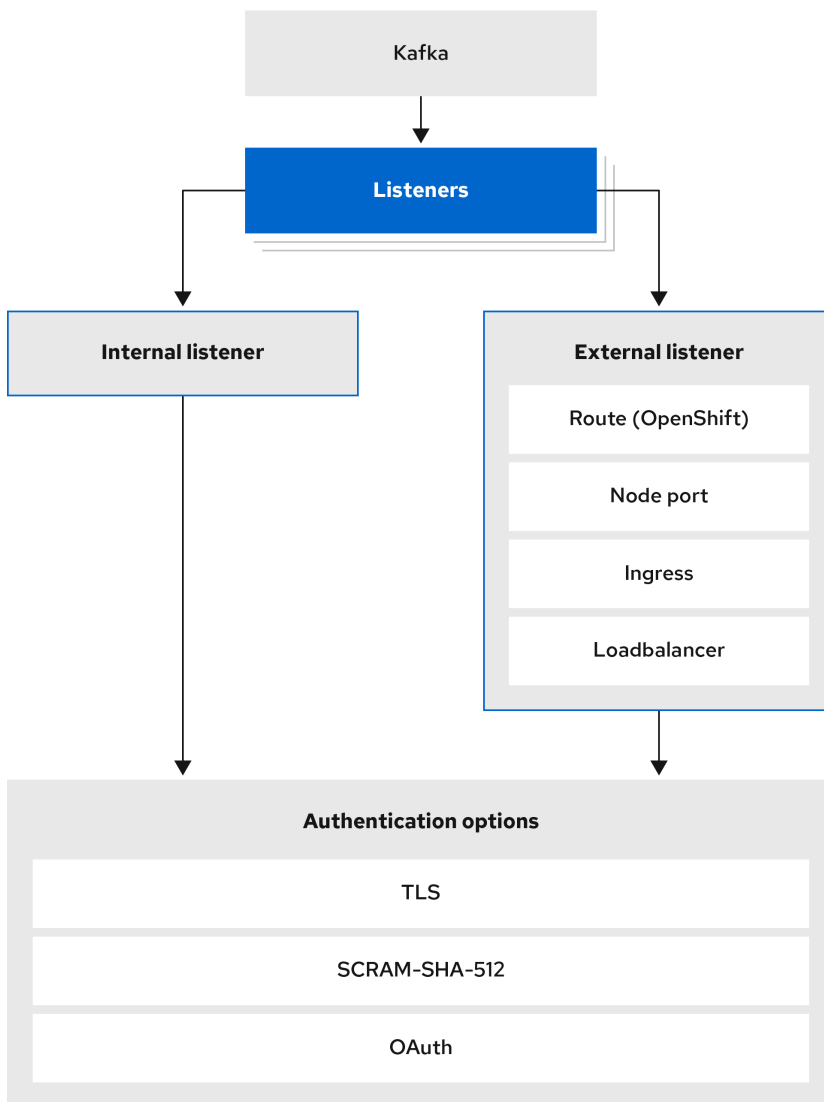 Kafka
Listeners
Internal listener
External listener
Route (OpenShift)
Node port
Ingress
Loadbalancer
Authentication options
TLS
SCRAM-SHA-512
OAuth